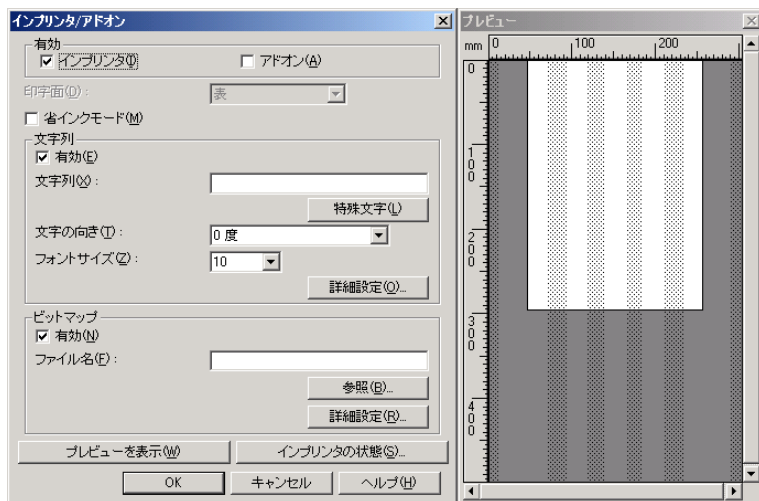 インプリンタ/アドオン
有効
インプリンタ(I)
アドオン(A)
印字面(D):
表
省インクモード(M)
文字列
有効(E)
文字列(X):
特殊文字(L)
文字の向き(T):
0 度
フォントサイズ(Z):
10
詳細設定(O)...
ビットマップ
有効(N)
ファイル名(F):
参照(B)...
詳細設定(R)...
プレビューを表示(W)
インプリンタの状態(S)...
OK
キャンセル
ヘルプ(H)
プレビュー
mm
0
100
200
0
100
200
300
400